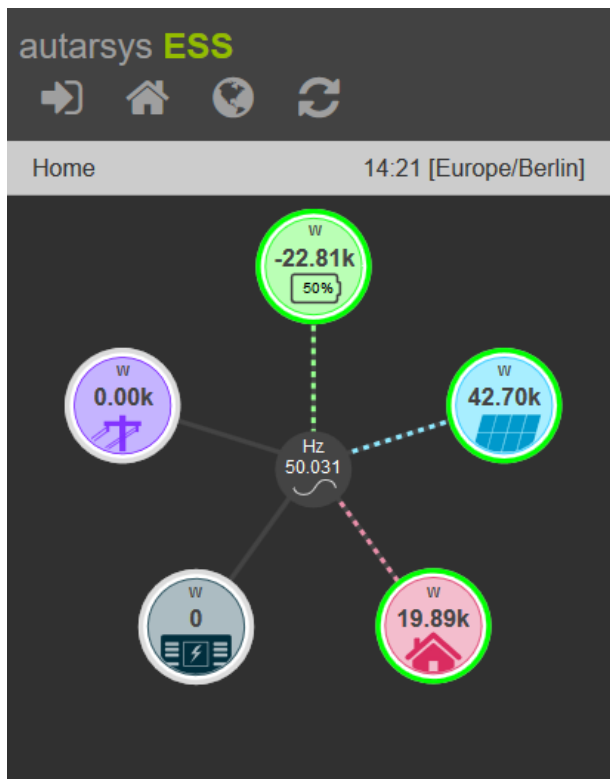 autarsys ESS
Home 14:21 [Europe/Berlin]
W
-22.81k
50%
W
0.00k
W
42.70k
Hz
50.031
W
0
W
19.89k